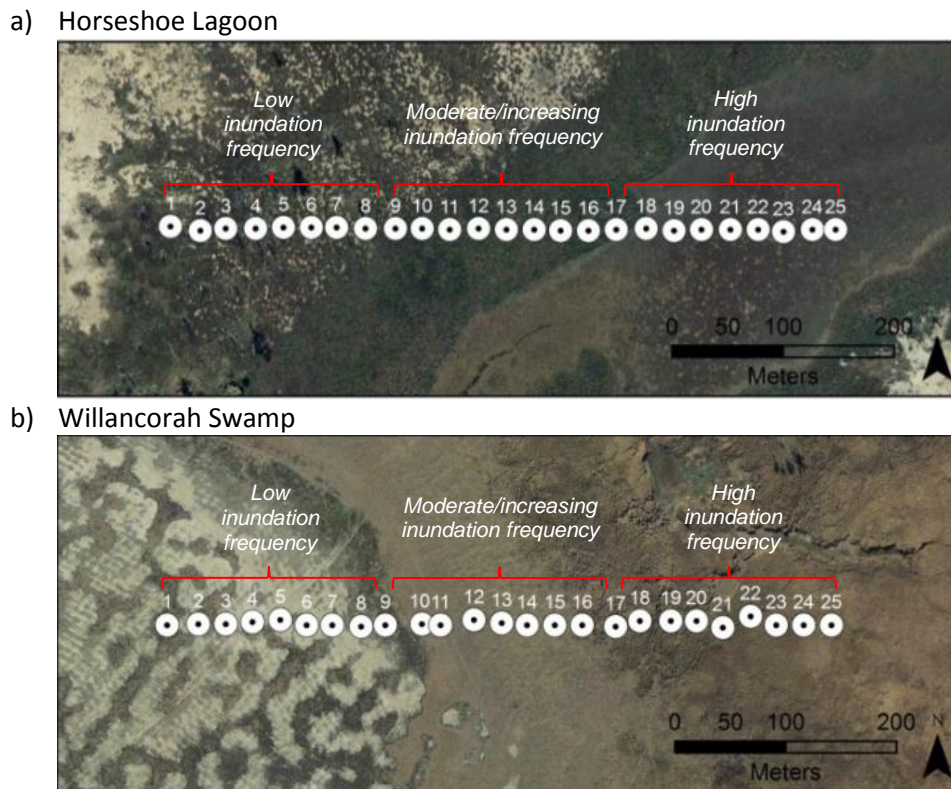 a) Horseshoe Lagoon
Low
inundation
frequency
Moderate/increasing
inundation frequency
High
inundation
frequency
1 2 3 4 5 6 7 8 9 10 11 12 13 14 15 16 17 18 19 20 21 22 23 24 25
0 50 100 200
Meters
N
b) Willancorah Swamp
Low
inundation
frequency
Moderate/increasing
inundation frequency
High
inundation
frequency
1 2 3 4 5 6 7 8 9 10 11 12 13 14 15 16 17 18 19 20 21 22 23 24 25
0 50 100 200
Meters
N